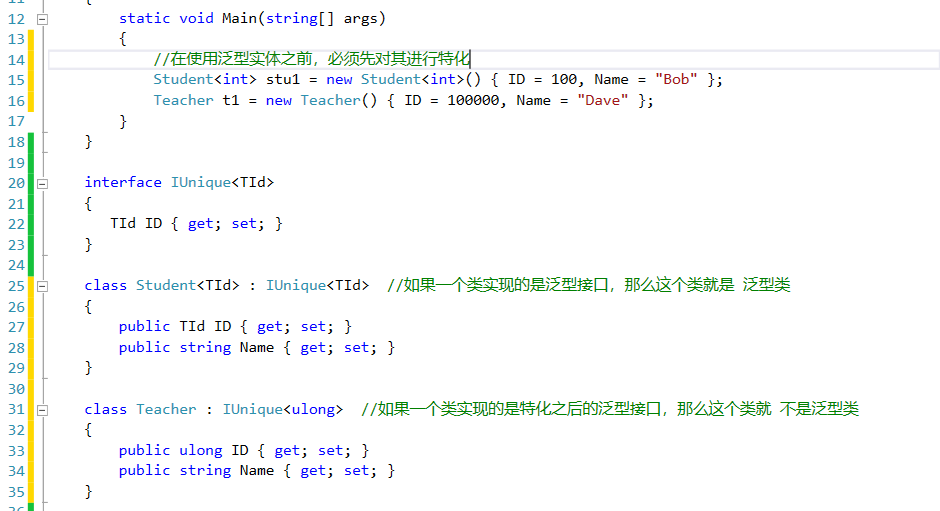 12 static void Main(string[] args)
13 {
14 //在使用泛型实体之前，必须先对其进行特化
15 Student<int> stu1 = new Student<int>() { ID = 100, Name = "Bob" };
16 Teacher t1 = new Teacher() { ID = 100000, Name = "Dave" };
17 }
18 }
19
20 interface IUnique<TId>
21 {
22 TId ID { get; set; }
23 }
24
25 class Student<TId> : IUnique<TId> //如果一个类实现的是泛型接口，那么这个类就是 泛型类
26 {
27 public TId ID { get; set; }
28 public string Name { get; set; }
29 }
30
31 class Teacher : IUnique<ulong> //如果一个类实现的是特化之后的泛型接口，那么这个类就 不是泛型类
32 {
33 public ulong ID { get; set; }
34 public string Name { get; set; }
35 }